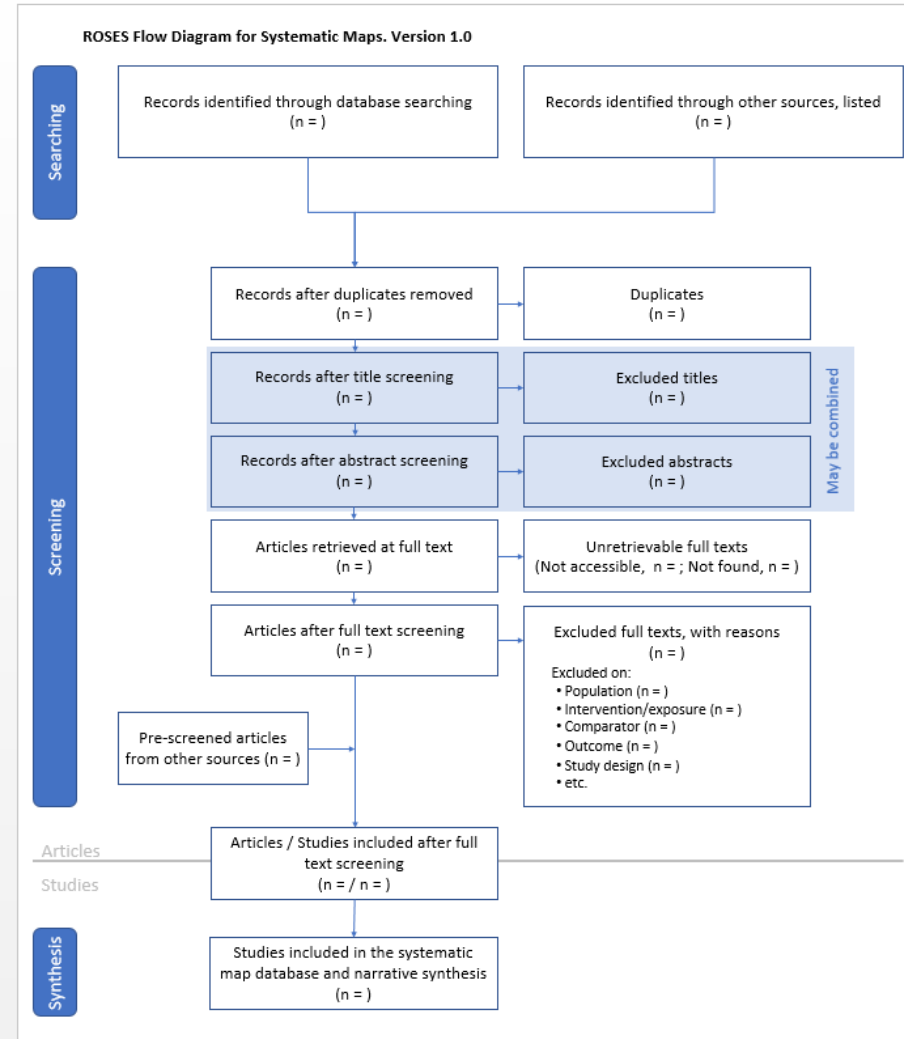 ROSES Flow Diagram for Systematic Maps. Version 1.0
Searching
Records identified through database searching
(n = )
Records identified through other sources, listed
(n = )
Screening
Records after duplicates removed
(n = )
Duplicates
(n = )
Records after title screening
(n = )
Excluded titles
(n = )
May be combined
Records after abstract screening
(n = )
Excluded abstracts
(n = )
Articles retrieved at full text
(n = )
Unretrievable full texts
(Not accessible, n = ; Not found, n = )
Articles after full text screening
(n = )
Excluded full texts, with reasons
(n = )
Excluded on:
• Population (n = )
• Intervention/exposure (n = )
• Comparator (n = )
• Outcome (n = )
• Study design (n = )
• etc.
Pre-screened articles
from other sources (n = )
Articles
Studies
Articles / Studies included after full
text screening
(n = / n = )
Synthesis
Studies included in the systematic
map database and narrative synthesis
(n = )